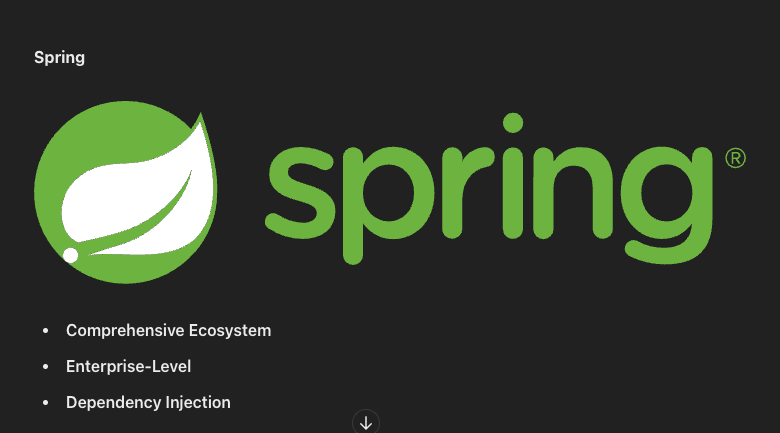 Spring
spring®
• Comprehensive Ecosystem
• Enterprise-Level
• Dependency Injection